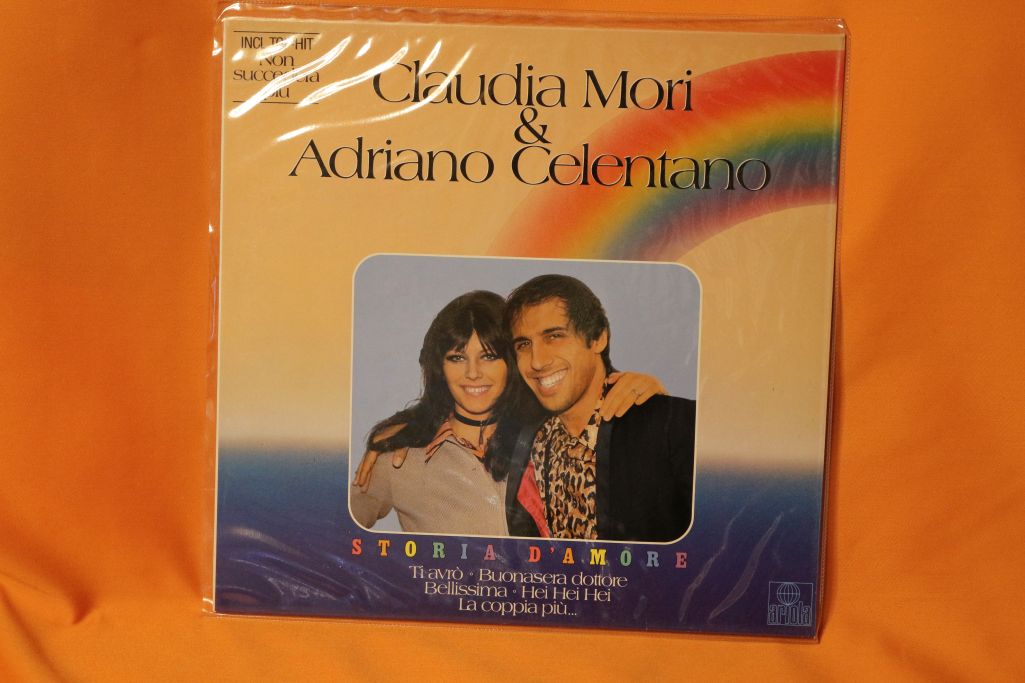 INCL. TOP-HIT
Non
succederà
più
Claudia Mori
&
Adriano Celentano
STORIA D'AMORE
Ti avrò • Buonasera dottore
Bellissima • Hei Hei Hei
La coppia più...
ariola